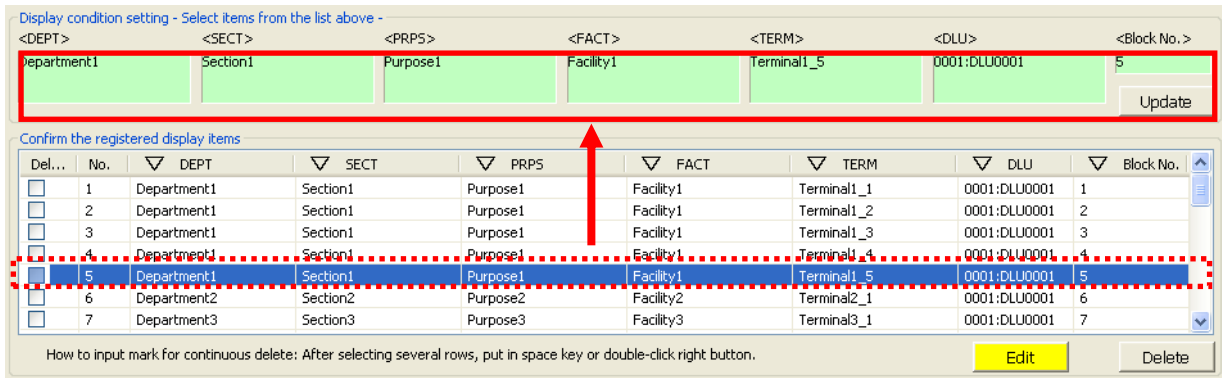 Display condition setting - Select items from the list above -
<DEPT> <SECT> <PRPS> <FACT> <TERM> <DLU> <Block No.>
Department1 Section1 Purpose1 Facility1 Terminal1_5 0001:DLU0001 5
Update
Confirm the registered display items
Del... No. DEPT SECT PRPS FACT TERM DLU Block No.
1 Department1 Section1 Purpose1 Facility1 Terminal1_1 0001:DLU0001 1
2 Department1 Section1 Purpose1 Facility1 Terminal1_2 0001:DLU0001 2
3 Department1 Section1 Purpose1 Facility1 Terminal1_3 0001:DLU0001 3
4 Department1 Section1 Purpose1 Facility1 Terminal1_4 0001:DLU0001 4
5 Department1 Section1 Purpose1 Facility1 Terminal1_5 0001:DLU0001 5
6 Department2 Section2 Purpose2 Facility2 Terminal2_1 0001:DLU0001 6
7 Department3 Section3 Purpose3 Facility3 Terminal3_1 0001:DLU0001 7
How to input mark for continuous delete: After selecting several rows, put in space key or double-click right button. Edit Delete